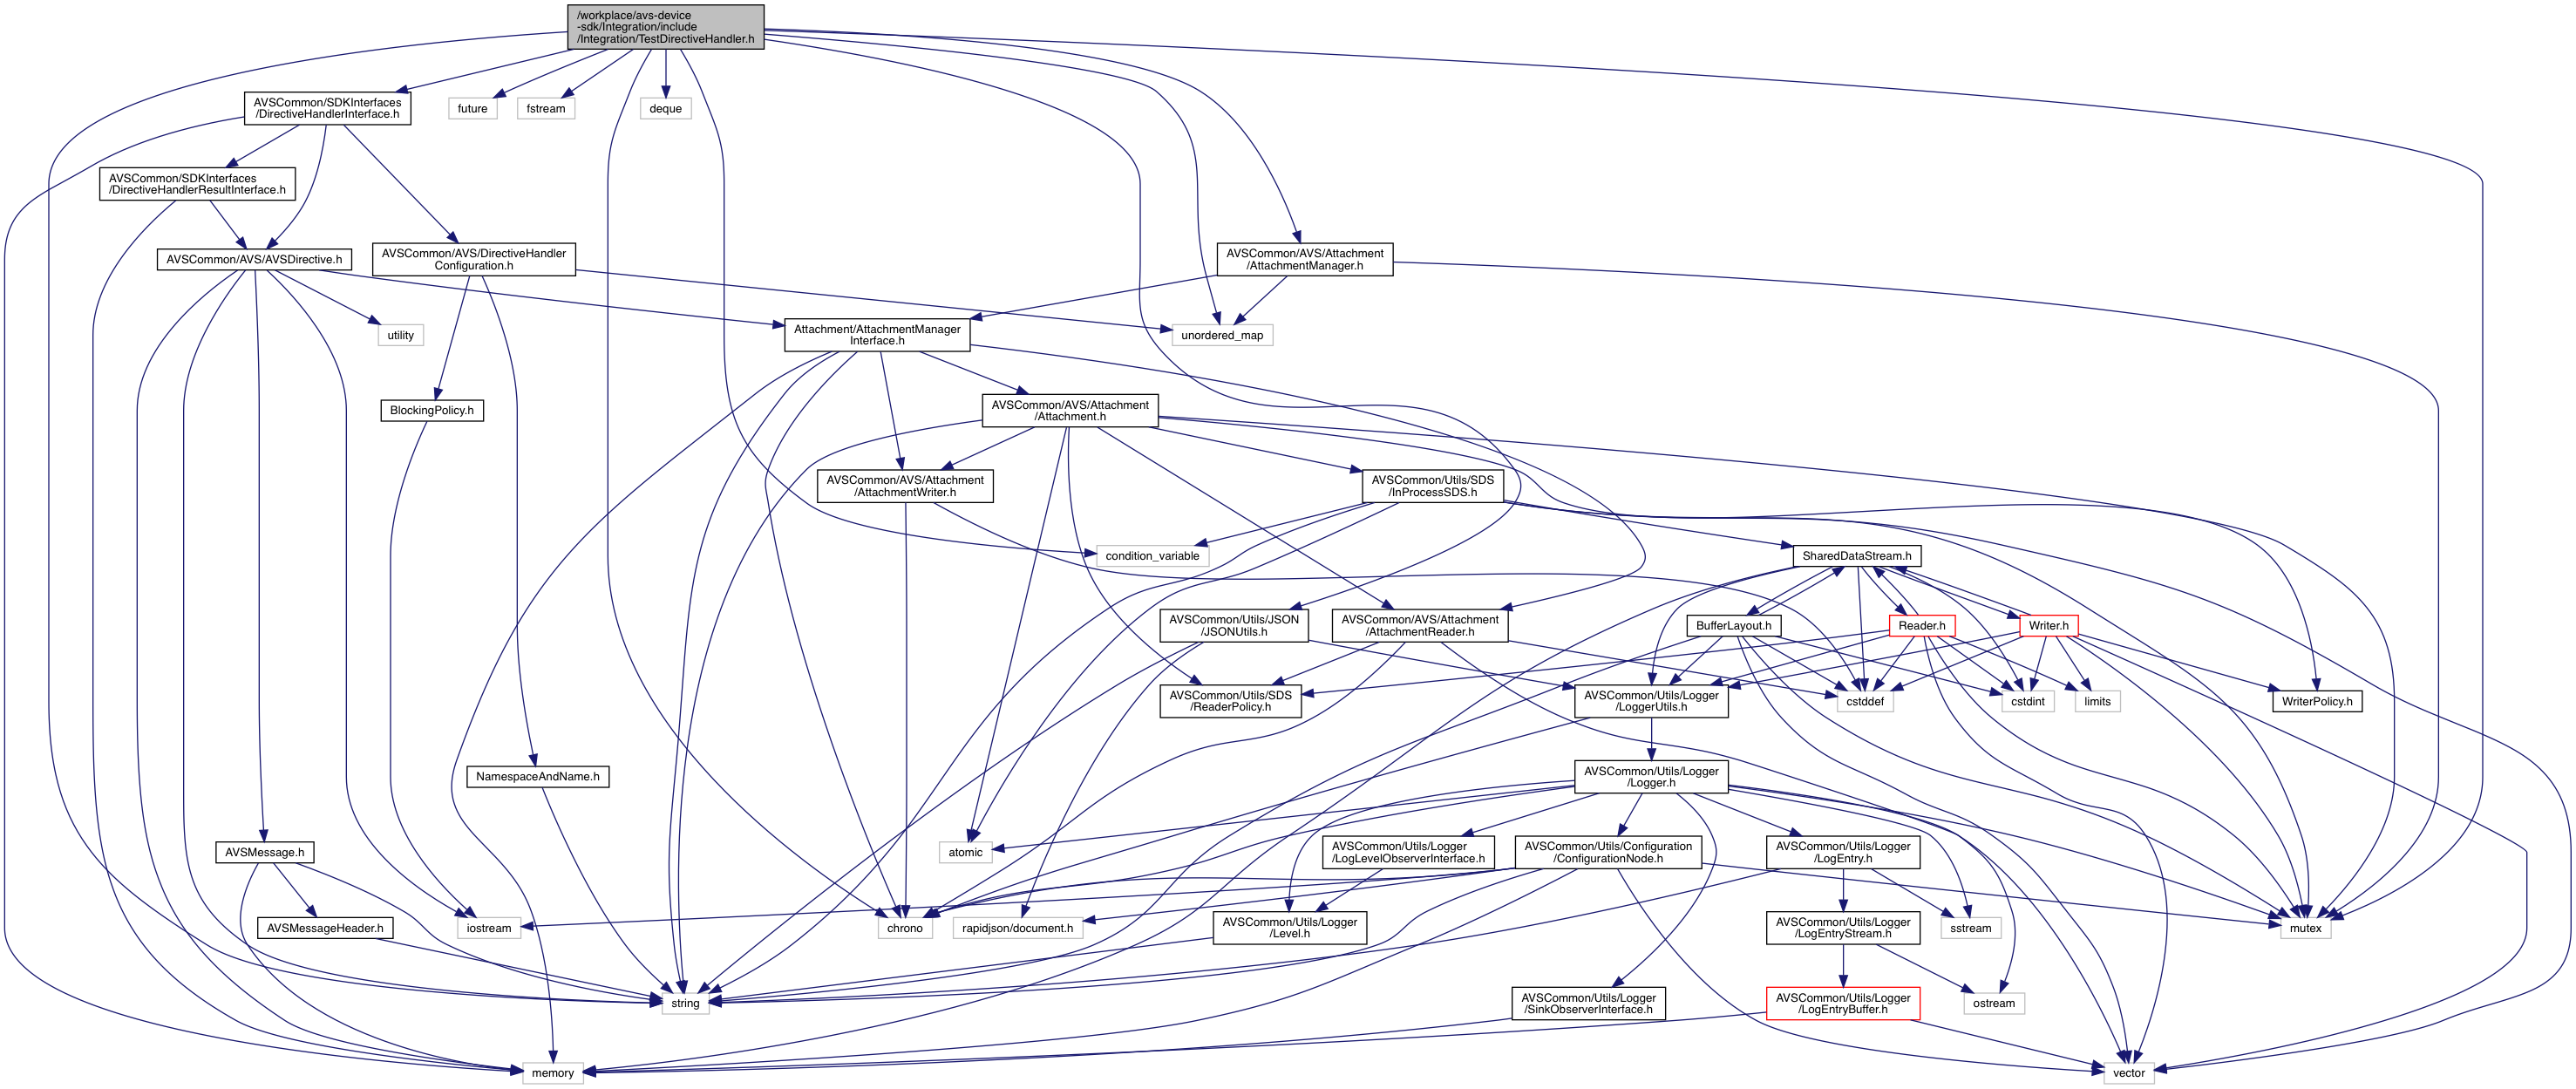 /workplace/avs-device
-sdk/Integration/include
/Integration/TestDirectiveHandler.h
AVSCommon/SDKInterfaces
/DirectiveHandlerInterface.h
future
fstream
deque
AVSCommon/SDKInterfaces
/DirectiveHandlerResultInterface.h
AVSCommon/AVS/AVSDirective.h
AVSCommon/AVS/DirectiveHandler
Configuration.h
AVSCommon/AVS/Attachment
/AttachmentManager.h
utility
Attachment/AttachmentManager
Interface.h
unordered_map
BlockingPolicy.h
AVSCommon/AVS/Attachment
/Attachment.h
AVSCommon/AVS/Attachment
/AttachmentWriter.h
AVSCommon/Utils/SDS
/InProcessSDS.h
condition_variable
SharedDataStream.h
AVSCommon/Utils/JSON
/JSONUtils.h
AVSCommon/AVS/Attachment
/AttachmentReader.h
BufferLayout.h
Reader.h
Writer.h
AVSCommon/Utils/SDS
/ReaderPolicy.h
AVSCommon/Utils/Logger
/LoggerUtils.h
cstddef
cstdint
limits
WriterPolicy.h
NamespaceAndName.h
AVSCommon/Utils/Logger
/Logger.h
AVSMessage.h
atomic
AVSCommon/Utils/Logger
/LogLevelObserverInterface.h
AVSCommon/Utils/Configuration
/ConfigurationNode.h
AVSCommon/Utils/Logger
/LogEntry.h
AVSMessageHeader.h
iostream
chrono
rapidjson/document.h
AVSCommon/Utils/Logger
/Level.h
AVSCommon/Utils/Logger
/LogEntryStream.h
sstream
mutex
string
AVSCommon/Utils/Logger
/SinkObserverInterface.h
AVSCommon/Utils/Logger
/LogEntryBuffer.h
ostream
memory
vector